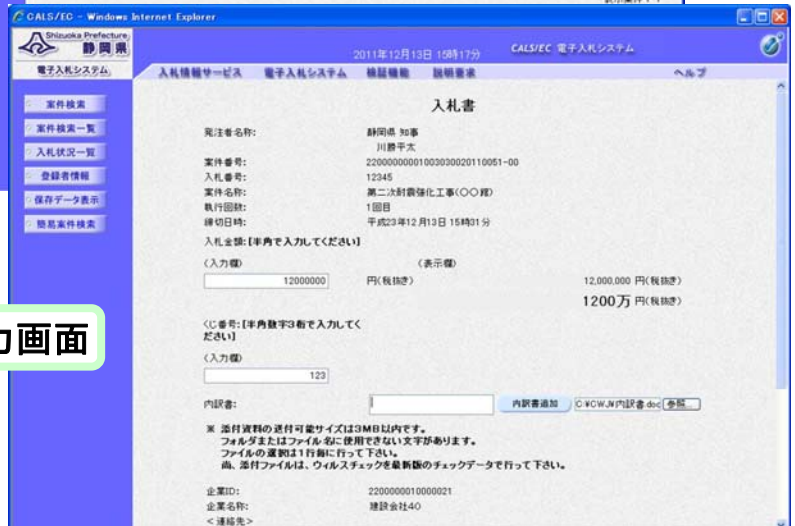 CALS/EC - Windows Internet Explorer
Shizuoka Prefecture
静岡県
2011年12月13日 15時17分
CALS/EC 電子入札システム
電子入札システム
入札情報サービス 電子入札システム 検証機能 説明要求 ヘルプ
案件検索
案件検索一覧
入札状況一覧
登録者情報
保存データ表示
簡易案件検索
入札書
発注者名称: 静岡県 知事
川勝平太
案件番号: 2200000000100303002011​0051-00
入札番号: 12345
案件名称: 第二次耐震強化工事(〇〇館)
執行回数: 1回目
締切日時: 平成23年12月13日 15時31分
入札金額:[半角で入力してください]
(入力欄) (表示欄)
12000000 円(税抜き) 12,000,000 円(税抜き)
1200万 円(税抜き)
くじ番号:[半角数字3桁で入力してく
ださい]
(入力欄)
123
力画面
内訳書: 内訳書追加 C:¥CWJ¥内訳書.doc 参照...
※ 添付資料の送付可能サイズは3MB以内です。
フォルダまたはファイル名に使用できない文字があります。
ファイルの選択は1行毎に行って下さい。
尚、添付ファイルは、ウィルスチェックを最新版のチェックデータで行って下さい。
企業ID: 2200000010000021
企業名称: 建設会社40
<連絡先>